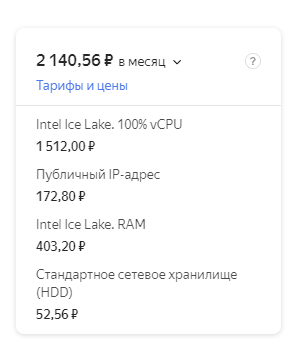 2 140,56 ₽ в месяц
?
Тарифы и цены
Intel Ice Lake. 100% vCPU
1 512,00 ₽
Публичный IP-адрес
172,80 ₽
Intel Ice Lake. RAM
403,20 ₽
Стандартное сетевое хранилище
(HDD)
52,56 ₽